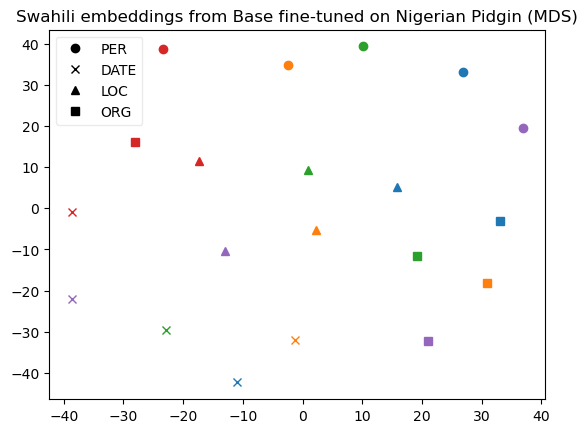 Swahili embeddings from Base fine-tuned on Nigerian Pidgin (MDS)
PER
DATE
LOC
ORG
40
30
20
10
0
−10
−20
−30
−40
−40 −30 −20 −10 0 10 20 30 40